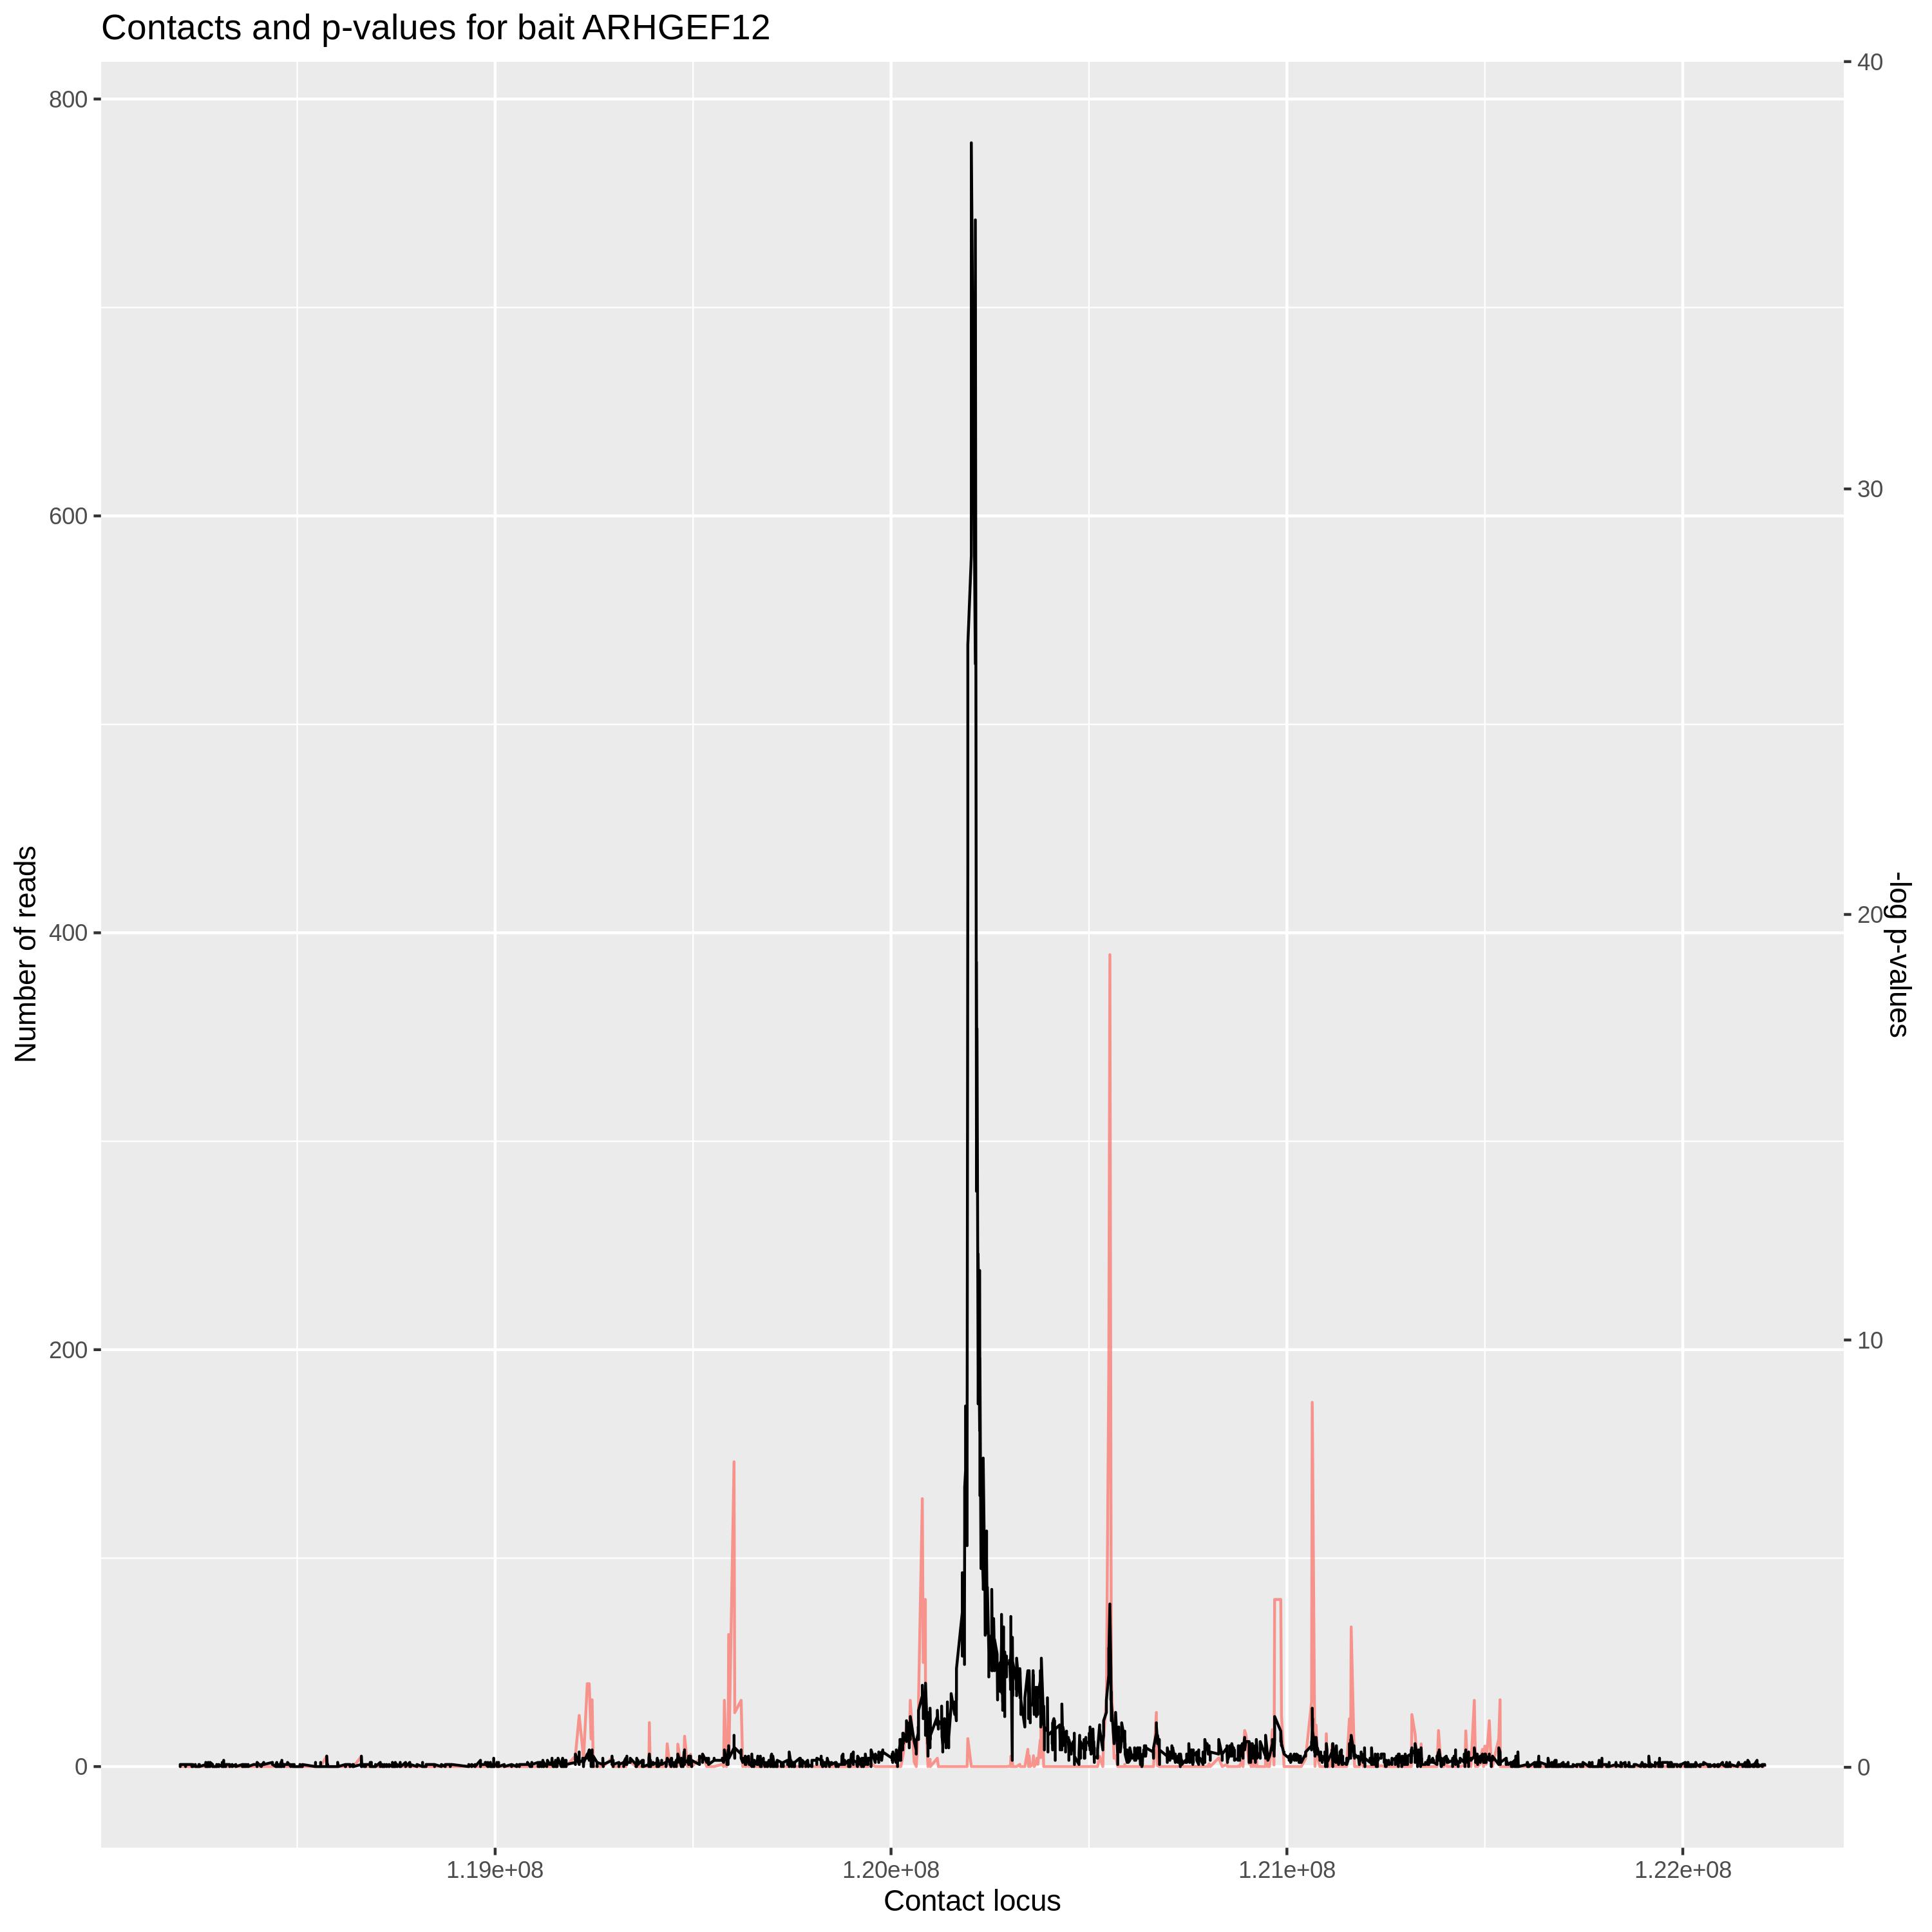 Contacts and p-values for bait ARHGEF12
40
800
30
600
Number of reads
-log p-values
20
400
10
200
0
0
1.19e+08
1.20e+08
1.21e+08
1.22e+08
Contact locus